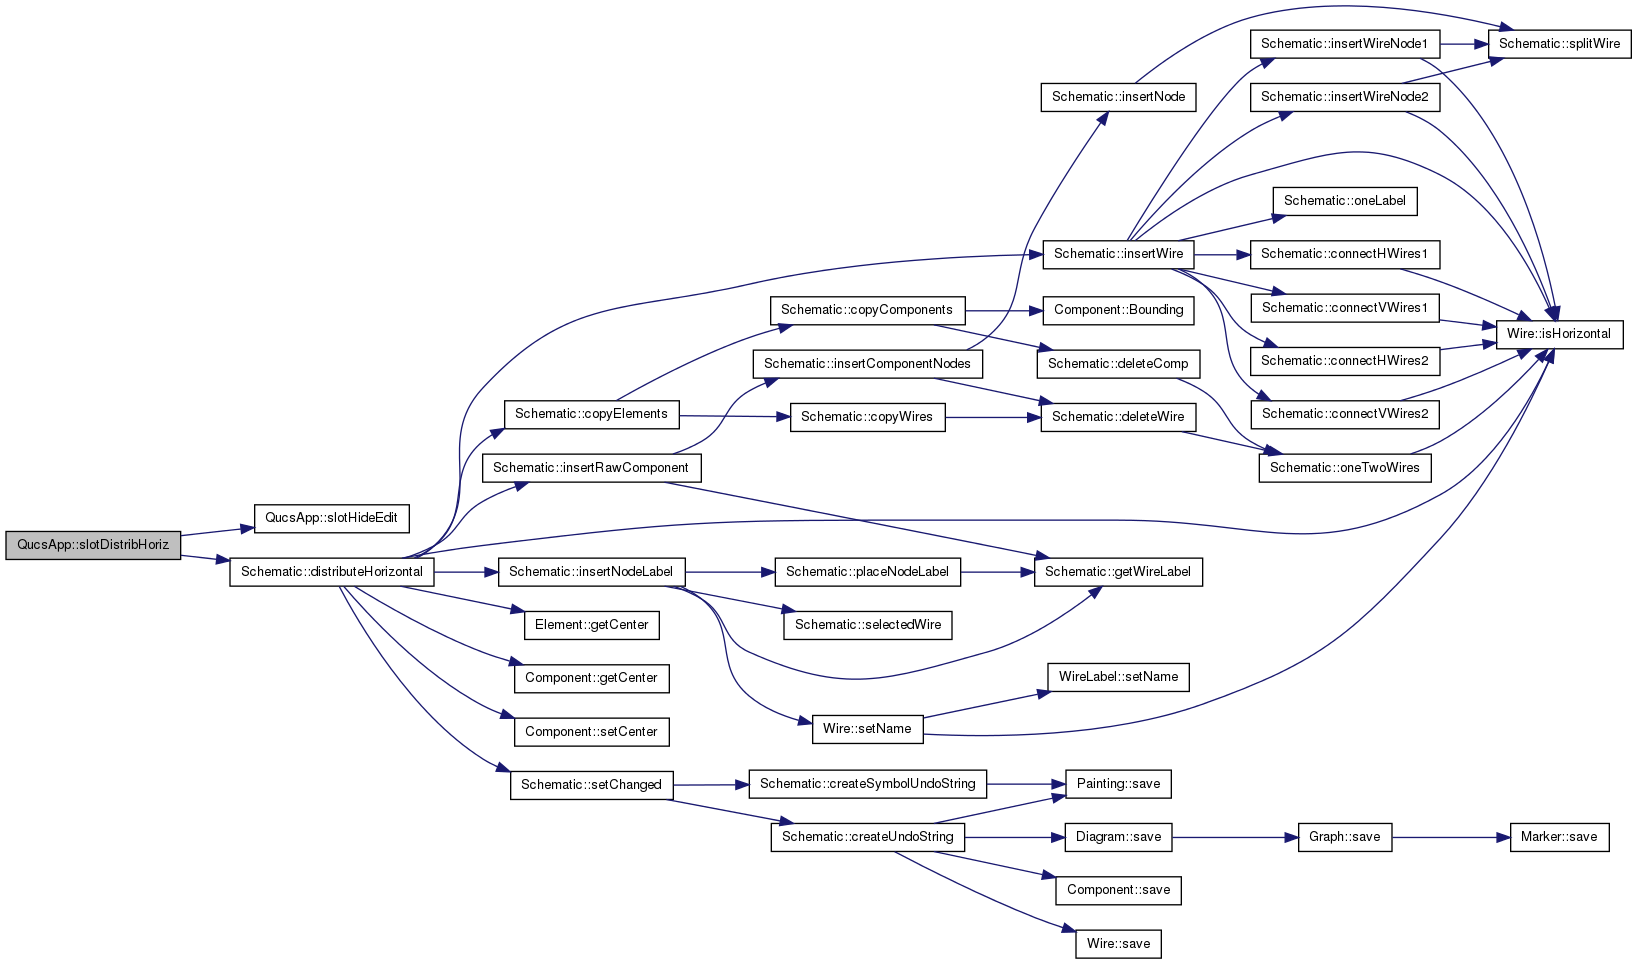 QucsApp::slotDistribHoriz
QucsApp::slotHideEdit
Schematic::distributeHorizontal
Schematic::copyElements
Schematic::insertRawComponent
Schematic::insertNodeLabel
Element::getCenter
Component::getCenter
Component::setCenter
Schematic::setChanged
Schematic::copyComponents
Schematic::insertComponentNodes
Schematic::copyWires
Schematic::placeNodeLabel
Schematic::selectedWire
Wire::setName
Schematic::createSymbolUndoString
Schematic::createUndoString
Schematic::insertNode
Schematic::insertWire
Component::Bounding
Schematic::deleteComp
Schematic::deleteWire
Schematic::getWireLabel
WireLabel::setName
Painting::save
Diagram::save
Component::save
Wire::save
Schematic::insertWireNode1
Schematic::insertWireNode2
Schematic::oneLabel
Schematic::connectHWires1
Schematic::connectVWires1
Schematic::connectHWires2
Schematic::connectVWires2
Schematic::oneTwoWires
Graph::save
Schematic::splitWire
Wire::isHorizontal
Marker::save